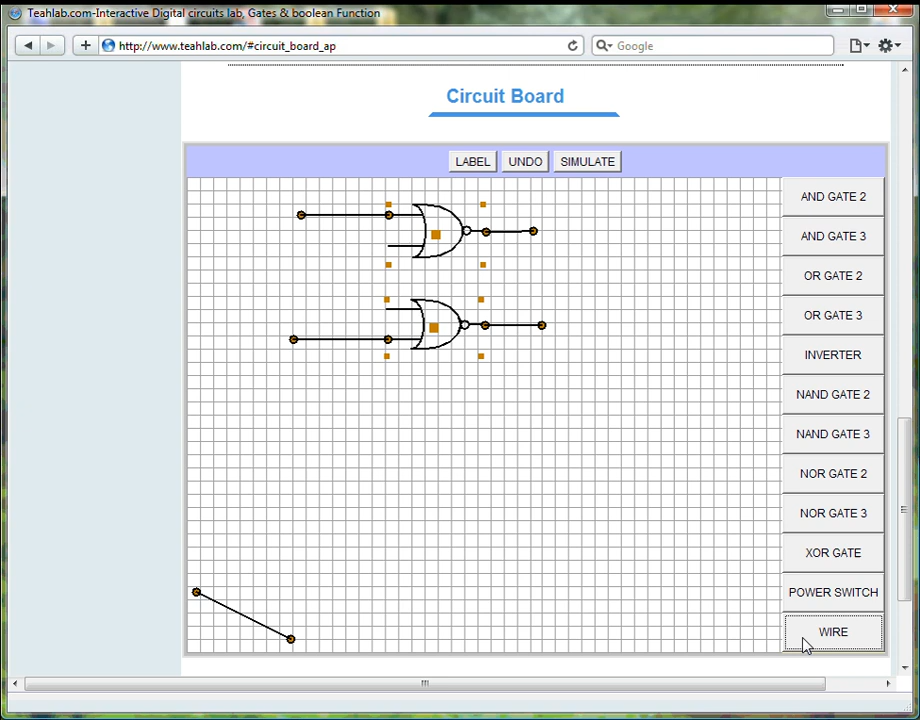 Teahlab.com-Interactive Digital circuits lab, Gates & boolean Function
http://www.teahlab.com/#circuit_board_ap
Google
Circuit Board
LABEL UNDO SIMULATE
AND GATE 2
AND GATE 3
OR GATE 2
OR GATE 3
INVERTER
NAND GATE 2
NAND GATE 3
NOR GATE 2
NOR GATE 3
XOR GATE
POWER SWITCH
WIRE